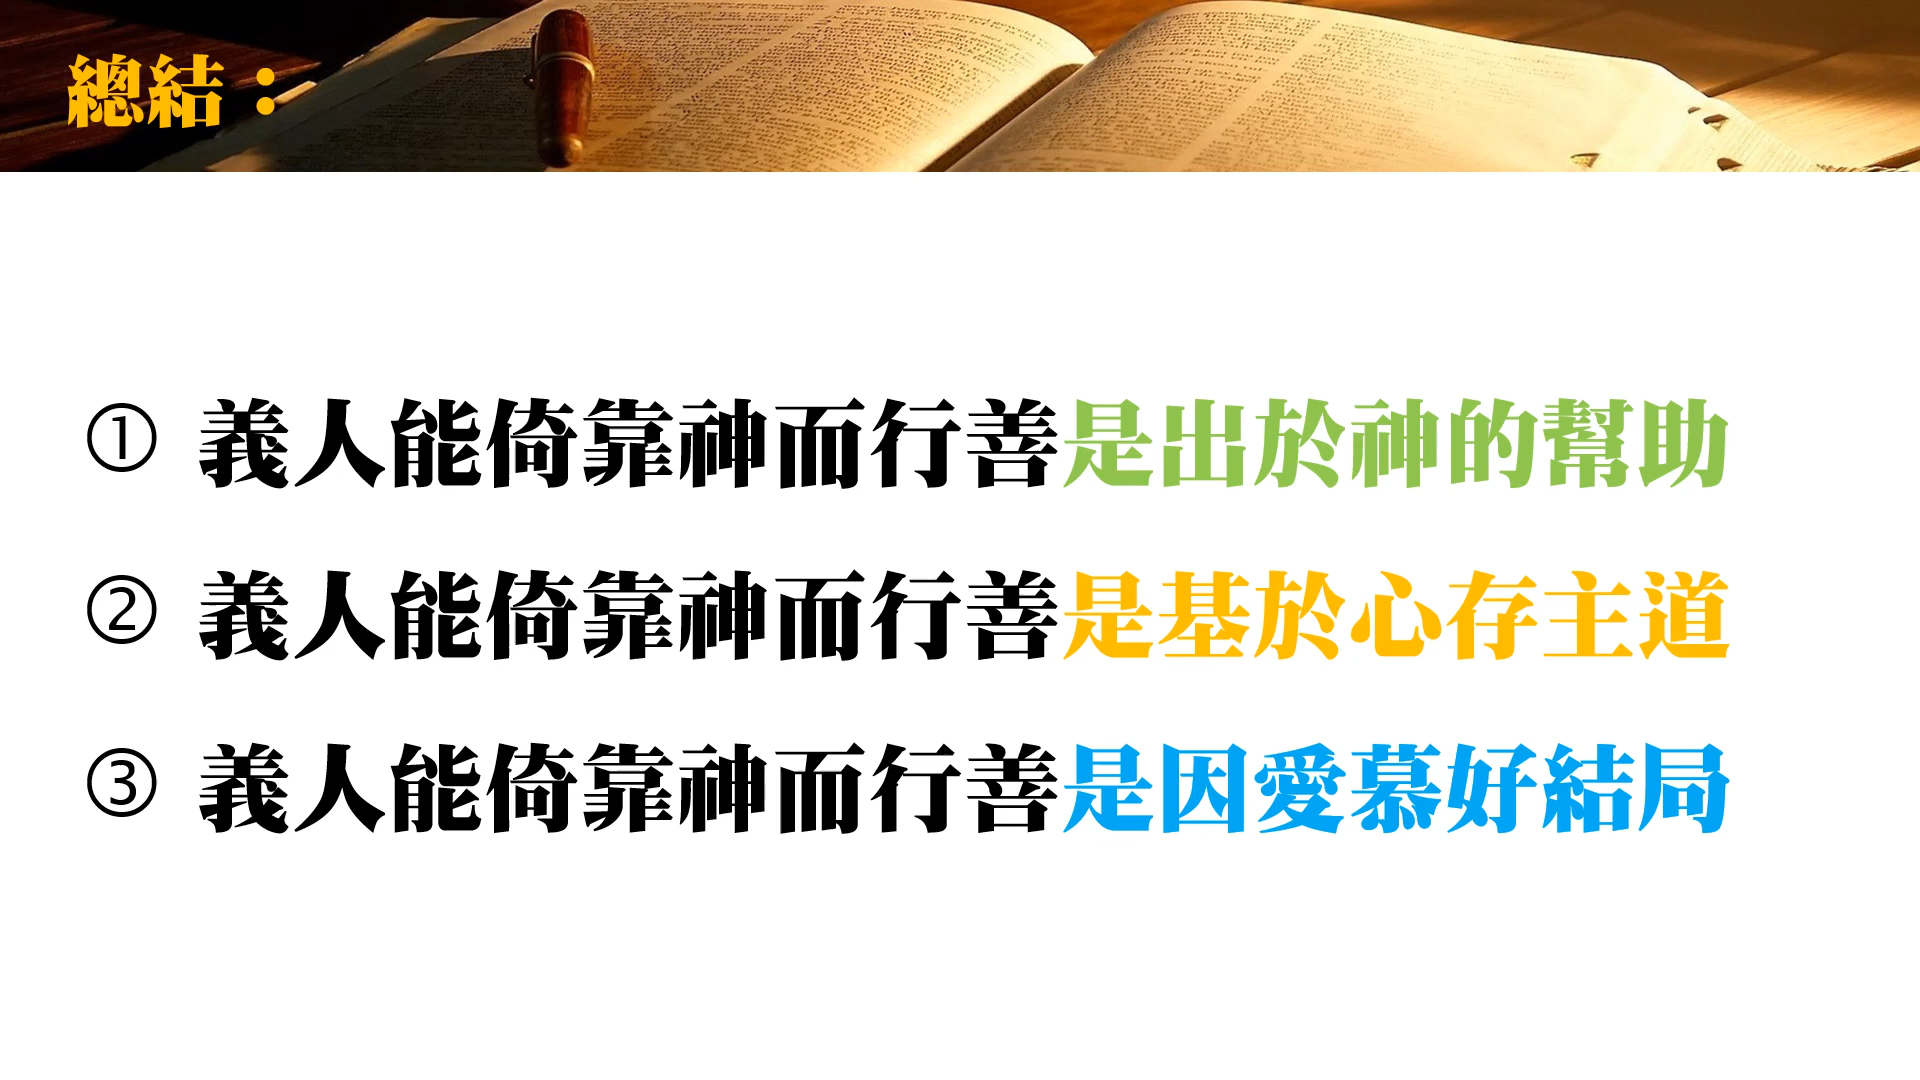 總結：
① 義人能倚靠神而行善是出於神的幫助
② 義人能倚靠神而行善是基於心存主道
③ 義人能倚靠神而行善是因愛慕好結局